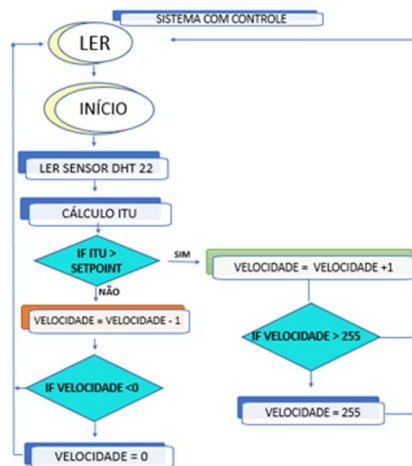 SISTEMA COM CONTROLE
LER
INÍCIO
LER SENSOR DHT 22
CÁLCULO ITU
IF ITU >
SETPOINT
SIM
VELOCIDADE = VELOCIDADE +1
NÃO
VELOCIDADE = VELOCIDADE - 1
IF VELOCIDADE > 255
IF VELOCIDADE <0
VELOCIDADE = 255
VELOCIDADE = 0